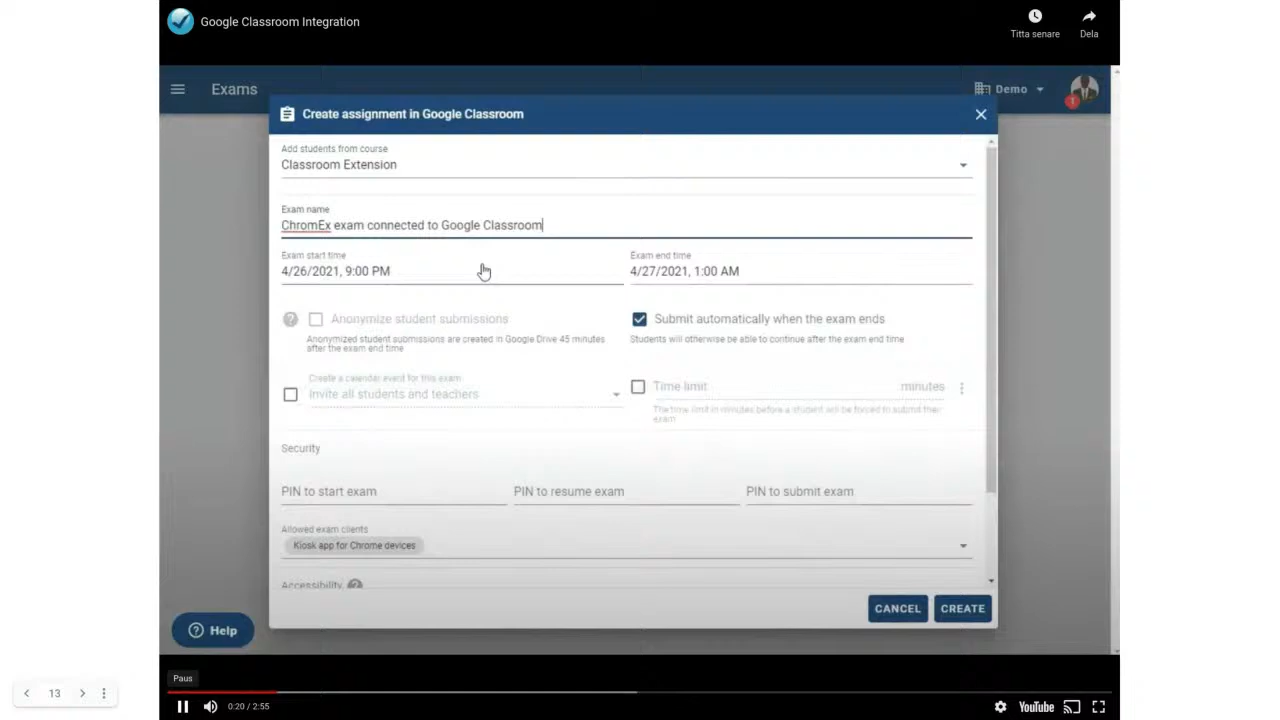 Google Classroom Integration
Titta senare
Dela
Exams
Demo
1
Create assignment in Google Classroom
Add students from course
Classroom Extension
Exam name
ChromEx exam connected to Google Classroom
Exam start time
4/26/2021, 9:00 PM
Exam end time
4/27/2021, 1:00 AM
Anonymize student submissions
Anonymized student submissions are created in Google Drive 45 minutes
after the exam end time
Submit automatically when the exam ends
Students will otherwise be able to continue after the exam end time
Create a calendar event for this exam
Invite all students and teachers
Time limit
minutes
The time limit in minutes before a student will be forced to submit their
exam
Security
PIN to start exam
PIN to resume exam
PIN to submit exam
Allowed exam clients
Kiosk app for Chrome devices
Accessibility
CANCEL
CREATE
Help
Paus
13
0:20 / 2:55
YouTube